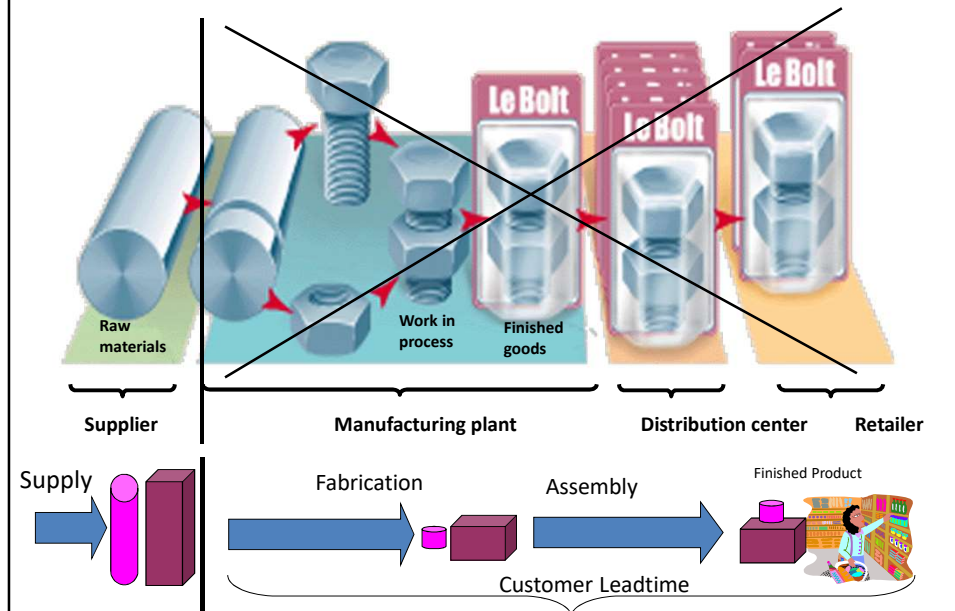 Le Bolt
Le Bolt
Le Bolt
Raw
materials
Work in
process
Finished
goods
Supplier
Manufacturing plant
Distribution center
Retailer
Supply
Fabrication
Assembly
Finished Product
Customer Leadtime